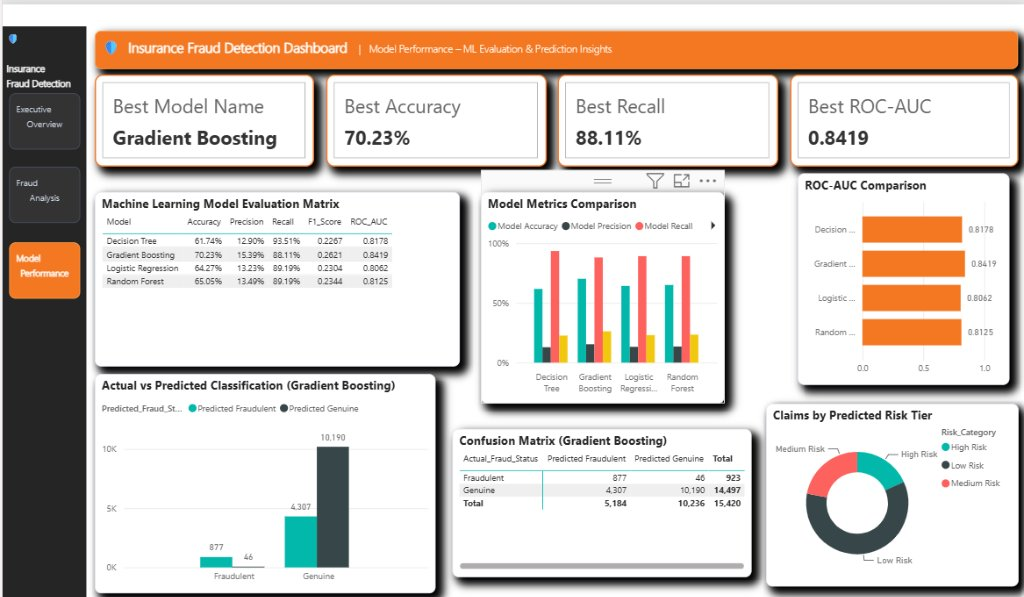 Insurance
Fraud Detection
Executive
Overview
Fraud
Analysis
Model
Performance
Insurance Fraud Detection Dashboard | Model Performance – ML Evaluation & Prediction Insights
Best Model Name
Gradient Boosting
Best Accuracy
70.23%
Best Recall
88.11%
Best ROC-AUC
0.8419
Machine Learning Model Evaluation Matrix
Model Accuracy Precision Recall F1_Score ROC_AUC
Decision Tree 61.74% 12.90% 93.51% 0.2267 0.8178
Gradient Boosting 70.23% 15.39% 88.11% 0.2621 0.8419
Logistic Regression 64.27% 13.23% 89.19% 0.2304 0.8062
Random Forest 65.05% 13.49% 89.19% 0.2344 0.8125
Model Metrics Comparison
Model Accuracy Model Precision Model Recall
100%
50%
0%
Decision Tree
Gradient Boosting
Logistic Regressi...
Random Forest
ROC-AUC Comparison
Decision ... 0.8178
Gradient ... 0.8419
Logistic ... 0.8062
Random ... 0.8125
0.0 0.5 1.0
Actual vs Predicted Classification (Gradient Boosting)
Predicted_Fraud_St... Predicted Fraudulent Predicted Genuine
10K
5K
0K
877
46
4,307
10,190
Fraudulent
Genuine
Confusion Matrix (Gradient Boosting)
Actual_Fraud_Status Predicted Fraudulent Predicted Genuine Total
Fraudulent 877 46 923
Genuine 4,307 10,190 14,497
Total 5,184 10,236 15,420
Claims by Predicted Risk Tier
Risk_Category
High Risk
Low Risk
Medium Risk
Medium Risk
High Risk
Low Risk